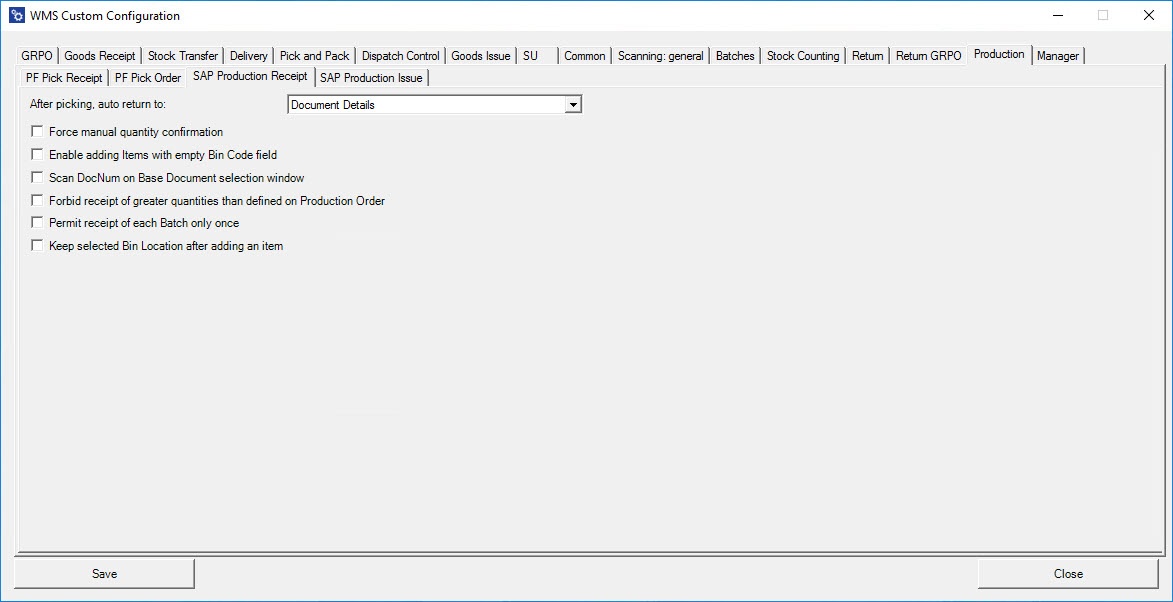 WMS Custom Configuration
GRPO Goods Receipt Stock Transfer Delivery Pick and Pack Dispatch Control Goods Issue SU Common Scanning: general Batches Stock Counting Return Return GRPO Production Manager
PF Pick Receipt PF Pick Order SAP Production Receipt SAP Production Issue
After picking, auto return to: Document Details
Force manual quantity confirmation
Enable adding Items with empty Bin Code field
Scan DocNum on Base Document selection window
Forbid receipt of greater quantities than defined on Production Order
Permit receipt of each Batch only once
Keep selected Bin Location after adding an item
Save Close